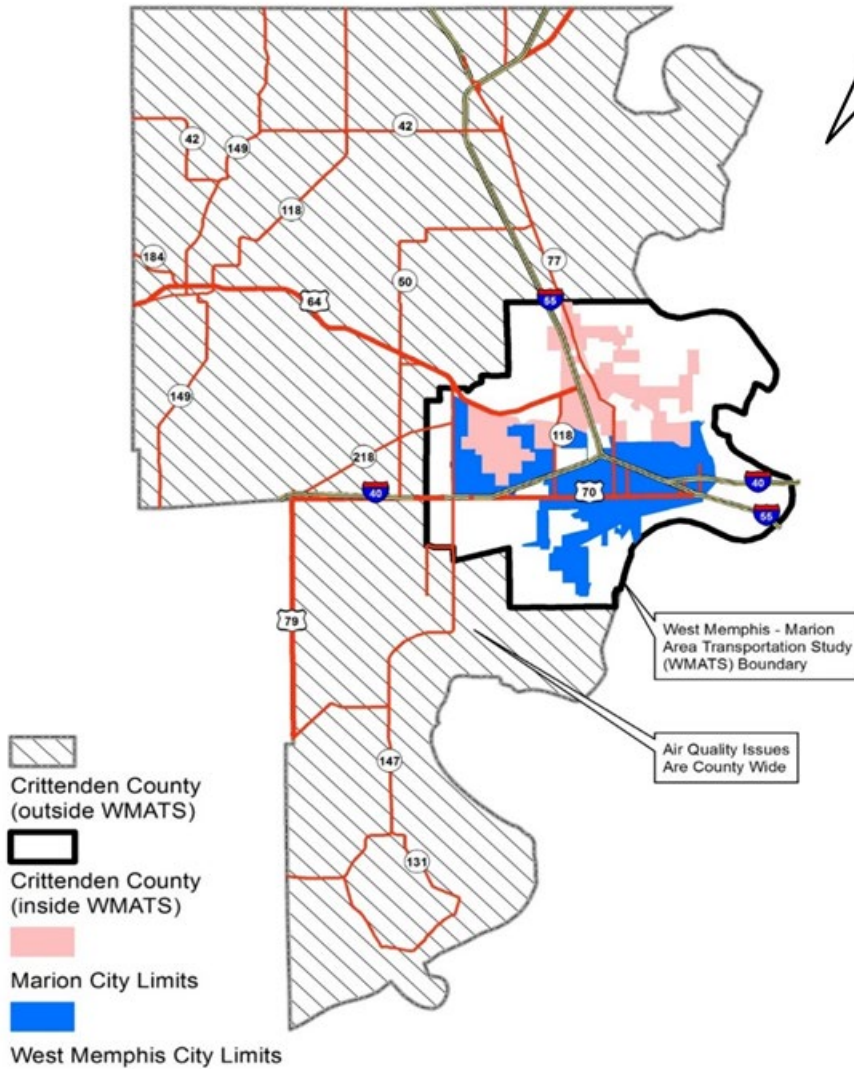 42
149
42
118
184
77
50
64
55
149
118
218
40
70
40
55
79
West Memphis - Marion
Area Transportation Study
(WMATS) Boundary
Air Quality Issues
Are County Wide
147
131
Crittenden County
(outside WMATS)
Crittenden County
(inside WMATS)
Marion City Limits
West Memphis City Limits